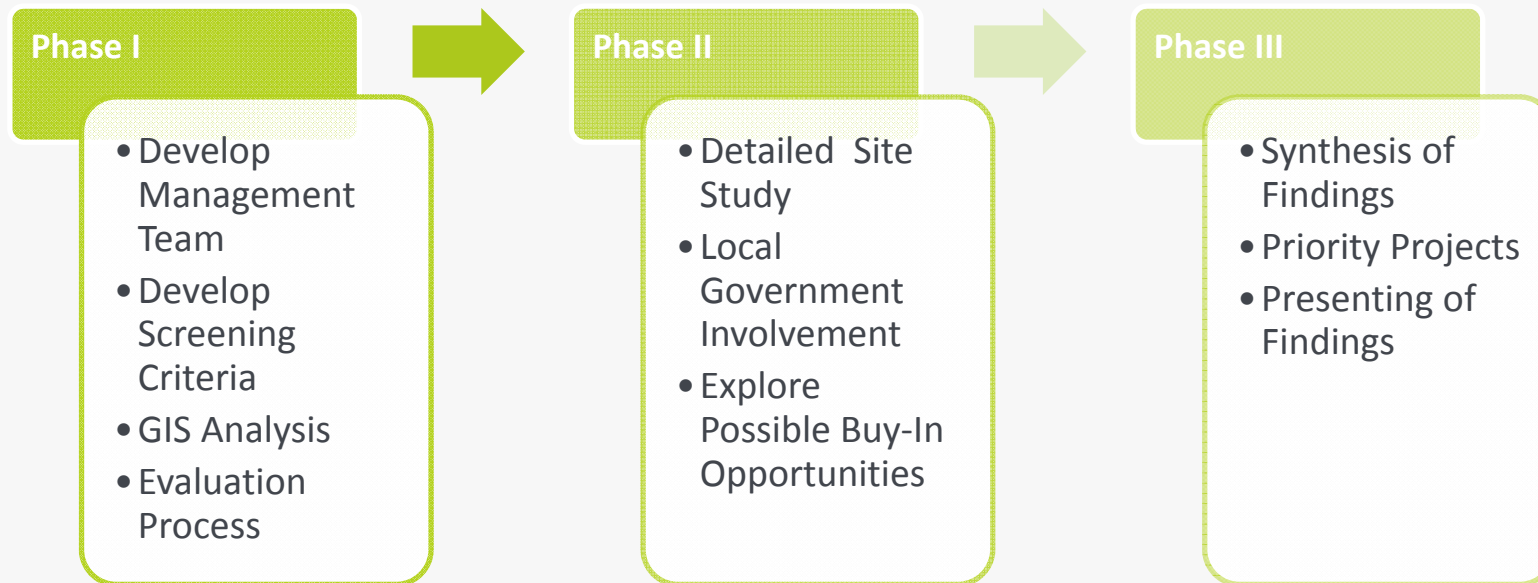 Phase I
• Develop
Management
Team
• Develop
Screening
Criteria
• GIS Analysis
• Evaluation
Process
Phase II
• Detailed  Site
Study
• Local
Government
Involvement
• Explore
Possible Buy-In
Opportunities
Phase III
• Synthesis of
Findings
• Priority Projects
• Presenting of
Findings